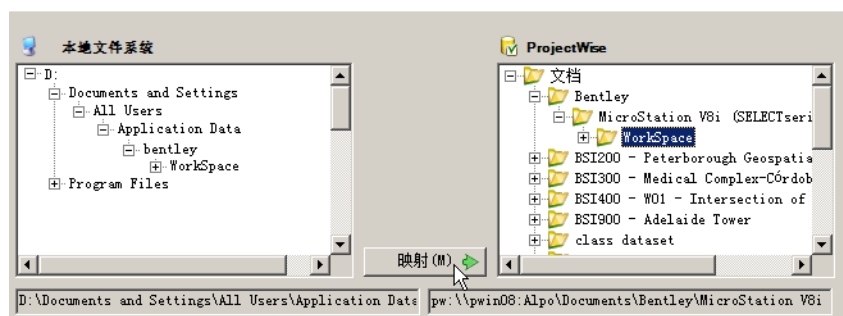 本地文件系统
D:
Documents and Settings
All Users
Application Data
bentley
WorkSpace
Program Files
映射(M)
D:\Documents and Settings\All Users\Application Data
ProjectWise
文档
Bentley
MicroStation V8i (SELECTseri
WorkSpace
BSI200 - Peterborough Geospatia
BSI300 - Medical Complex-Córdob
BSI400 - W01 - Intersection of
BSI900 - Adelaide Tower
class dataset
pw:\\pwin08:Alpo\Documents\Bentley\MicroStation V8i